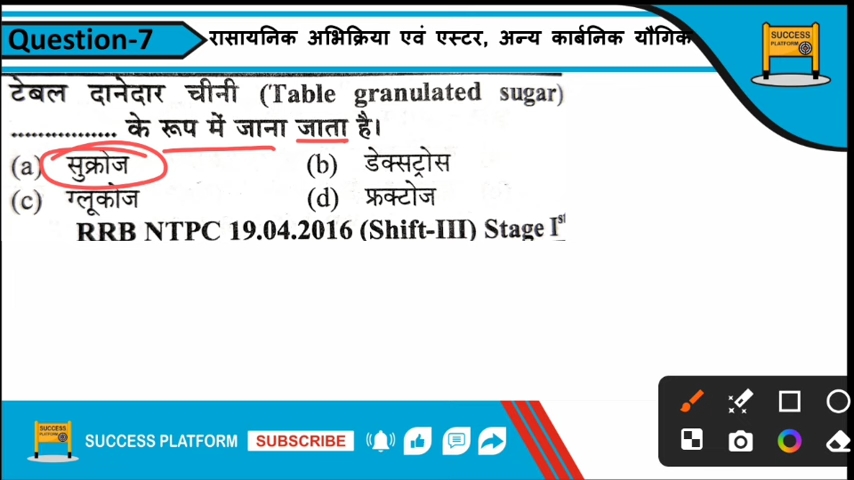 Question-7
रासायनिक अभिक्रिया एवं एस्टर, अन्य कार्बनिक यौगिक
SUCCESS
PLATFORM
टेबल दानेदार चीनी (Table granulated sugar)
................. के रूप में जाना जाता है।
(a) सुक्रोज (b) डेक्सट्रोस
(c) ग्लूकोज (d) फ्रक्टोज
RRB NTPC 19.04.2016 (Shift-III) Stage Ist
SUCCESS
PLATFORM
SUCCESS PLATFORM SUBSCRIBE